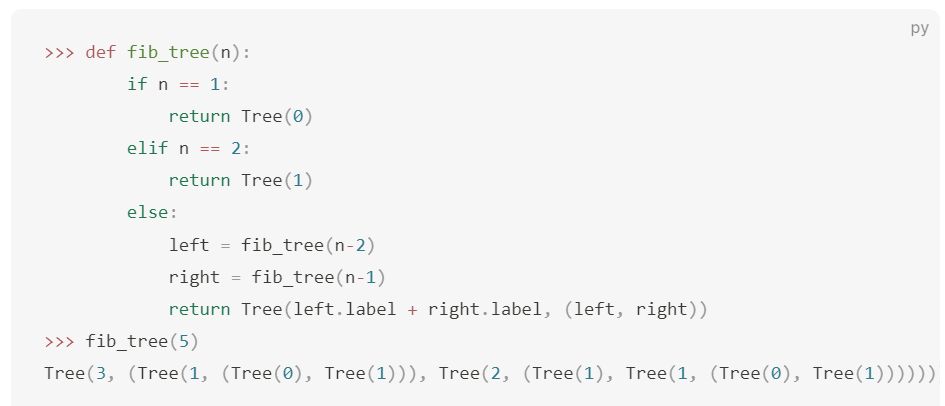 py
>>> def fib_tree(n):
        if n == 1:
            return Tree(0)
        elif n == 2:
            return Tree(1)
        else:
            left = fib_tree(n-2)
            right = fib_tree(n-1)
            return Tree(left.label + right.label, (left, right))
>>> fib_tree(5)
Tree(3, (Tree(1, (Tree(0), Tree(1))), Tree(2, (Tree(1), Tree(1, (Tree(0), Tree(1))))))